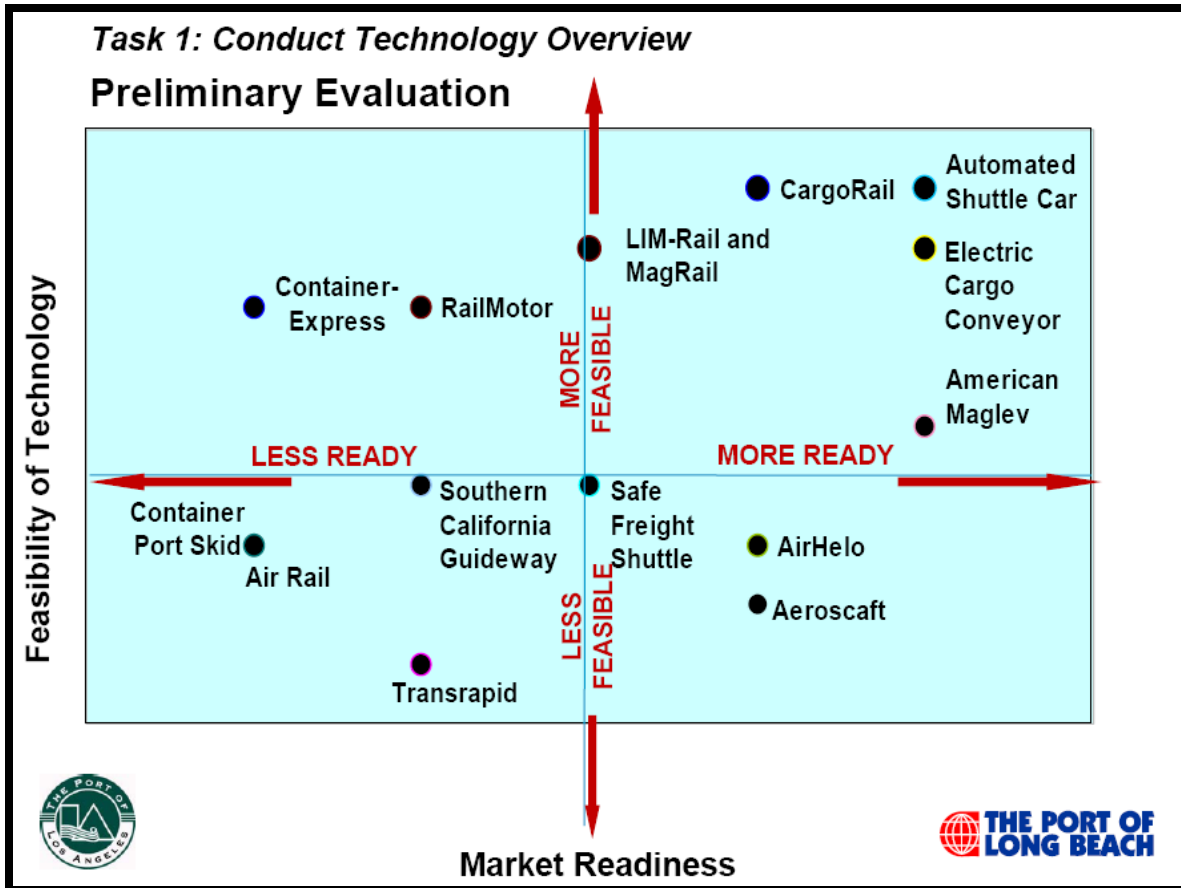 Task 1: Conduct Technology Overview
Preliminary Evaluation
Feasibility of Technology
CargoRail
Automated
Shuttle Car
LIM-Rail and
MagRail
Electric
Cargo
Conveyor
Container-
Express
RailMotor
MORE
FEASIBLE
American
Maglev
LESS READY
MORE READY
Container
Port Skid
Air Rail
Southern
California
Guideway
Safe
Freight
Shuttle
AirHelo
Aeroscaft
LESS
FEASIBLE
Transrapid
THE PORT OF
LOS ANGELES
Market Readiness
THE PORT OF
LONG BEACH